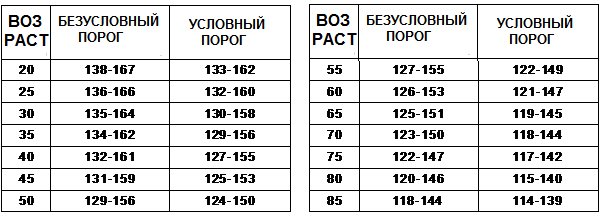 ВОЗ РАСТ БЕЗУСЛОВНЫЙ ПОРОГ УСЛОВНЫЙ ПОРОГ
20 138-167 133-162
25 136-166 132-160
30 135-164 130-158
35 134-162 129-156
40 132-161 127-155
45 131-159 125-153
50 129-156 124-150
ВОЗ РАСТ БЕЗУСЛОВНЫЙ ПОРОГ УСЛОВНЫЙ ПОРОГ
55 127-155 122-149
60 126-153 121-147
65 125-151 119-145
70 123-150 118-144
75 122-147 117-142
80 120-146 115-140
85 118-144 114-139